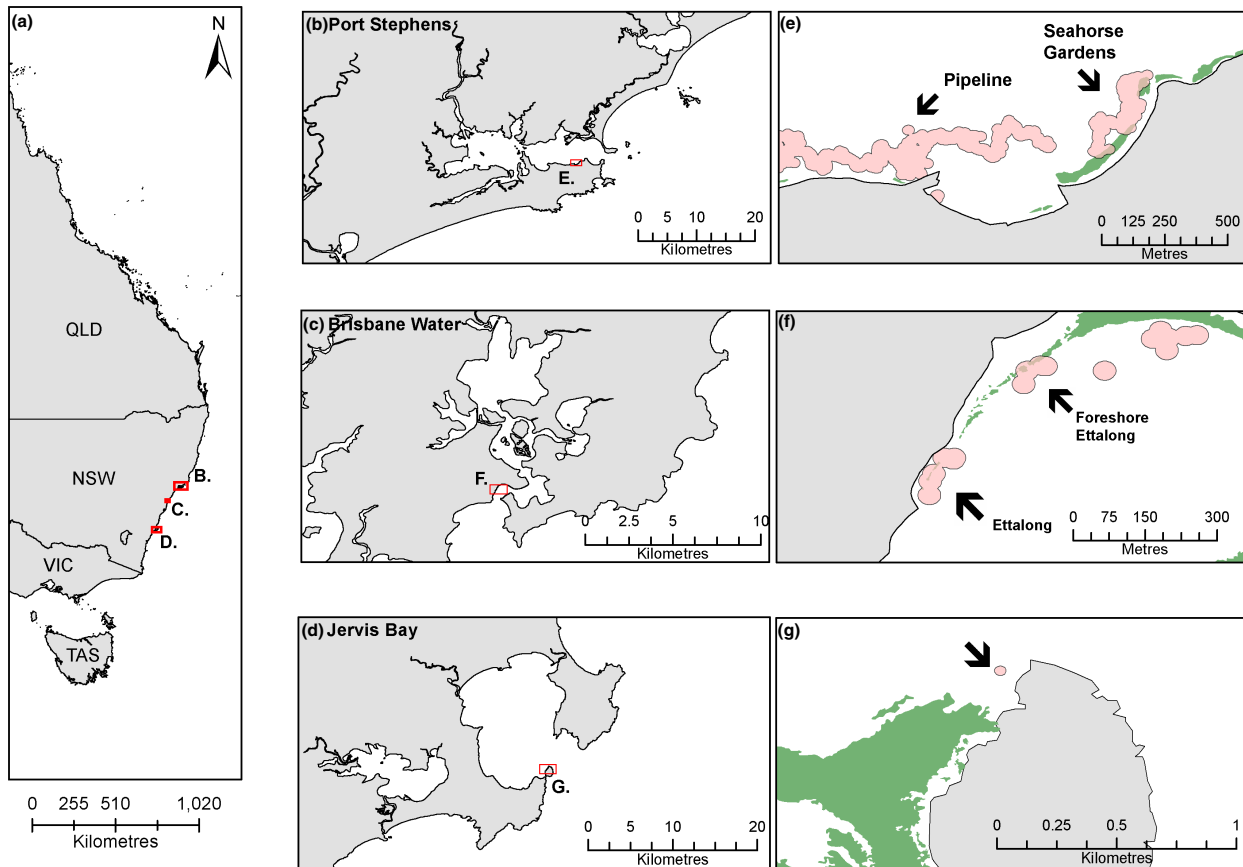 (a)
N
QLD
NSW
B.
C.
D.
VIC
TAS
0 255 510 1,020
Kilometres
(b) Port Stephens
E.
0 5 10 20
Kilometres
(e)
Seahorse
Gardens
Pipeline
0 125 250 500
Metres
(c) Brisbane Water
F.
0 2.5 5 10
Kilometres
(f)
Foreshore
Ettalong
Ettalong
0 75 150 300
Metres
(d) Jervis Bay
G.
0 5 10 20
Kilometres
(g)
0 0.25 0.5 1
Kilometres